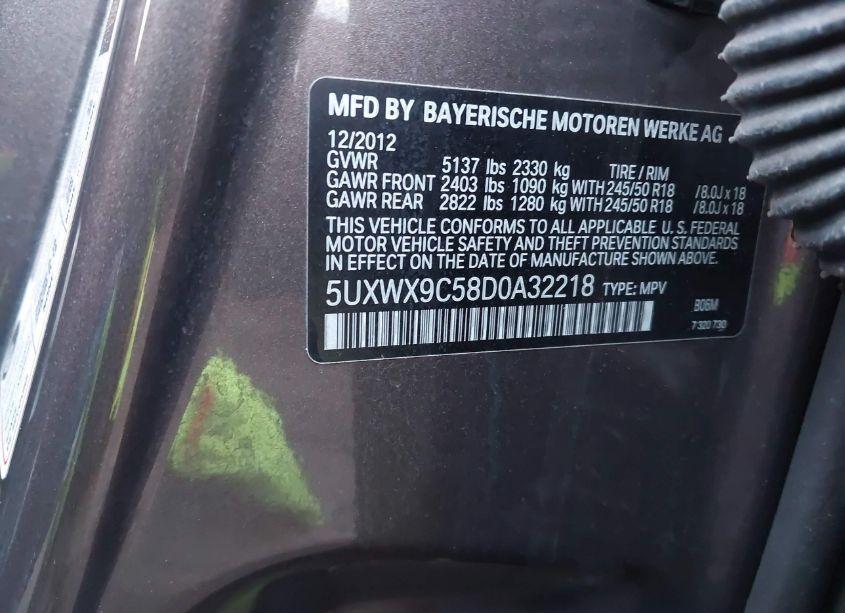 MFD BY BAYERISCHE MOTOREN WERKE AG
12/2012
GVWR 5137 lbs 2330 kg TIRE / RIM
GAWR FRONT 2403 lbs 1090 kg WITH 245/50 R18 /8.0J x 18
GAWR REAR 2822 lbs 1280 kg WITH 245/50 R18 /8.0J x 18
THIS VEHICLE CONFORMS TO ALL APPLICABLE U. S. FEDERAL
MOTOR VEHICLE SAFETY AND THEFT PREVENTION STANDARDS
IN EFFECT ON THE DATE OF MANUFACTURE SHOWN ABOVE.
5UXWX9C58D0A32218 TYPE: MPV
B06M
7 320 730